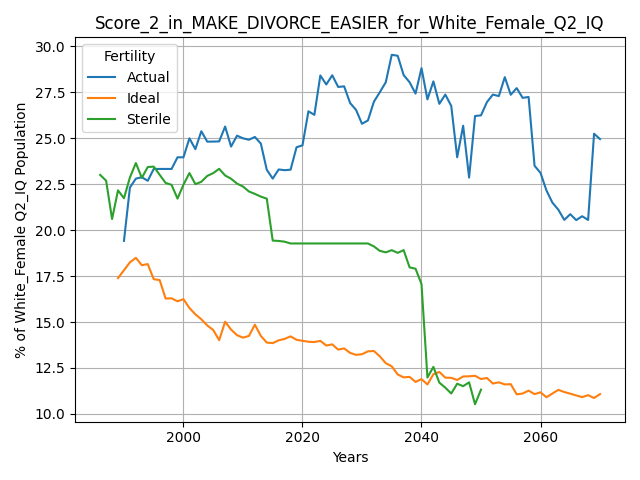 Score_2_in_MAKE_DIVORCE_EASIER_for_White_Female_Q2_IQ
30.0
27.5
25.0
22.5
20.0
17.5
15.0
12.5
10.0
% of White_Female Q2_IQ Population
Fertility
Actual
Ideal
Sterile
2000
2020
2040
2060
Years